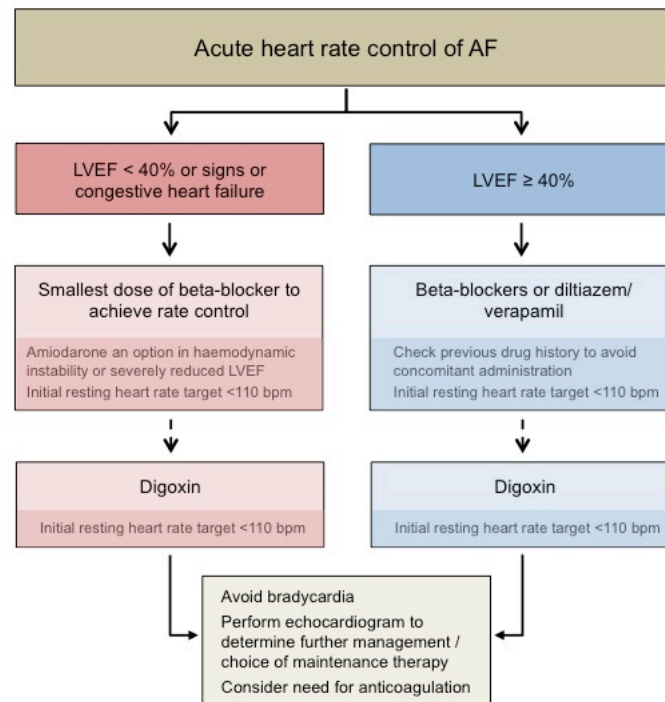 Acute heart rate control of AF
LVEF < 40% or signs or
congestive heart failure
LVEF ≥ 40%
Smallest dose of beta-blocker to
achieve rate control
Amiodarone an option in haemodynamic
instability or severely reduced LVEF
Initial resting heart rate target <110 bpm
Beta-blockers or diltiazem/
verapamil
Check previous drug history to avoid
concomitant administration
Initial resting heart rate target <110 bpm
Digoxin
Initial resting heart rate target <110 bpm
Digoxin
Initial resting heart rate target <110 bpm
Avoid bradycardia
Perform echocardiogram to
determine further management /
choice of maintenance therapy
Consider need for anticoagulation